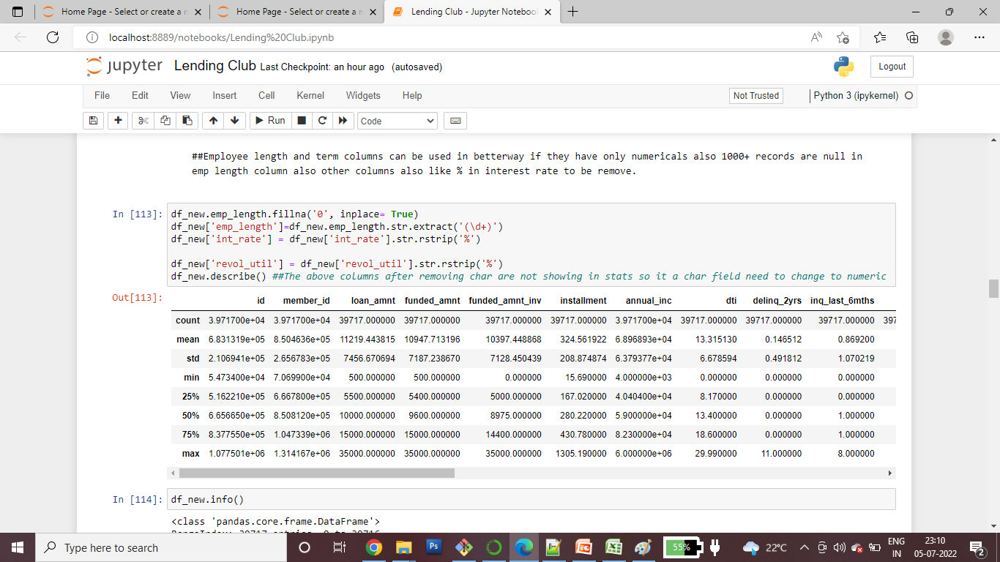 Home Page - Select or create a n
Home Page - Select or create a n
Lending Club - Jupyter Notebook
localhost:8889/notebooks/Lending%20Club.ipynb
jupyter Lending Club Last Checkpoint: an hour ago (autosaved)
Logout
File Edit View Insert Cell Kernel Widgets Help
Not Trusted
Python 3 (ipykernel)
Run
Code
##Employee length and term columns can be used in betterway if they have only numericals also 1000+ records are null in
emp length column also other columns also like % in interest rate to be remove.
In [113]:
df_new.emp_length.fillna('0', inplace= True)
df_new['emp_length']=df_new.emp_length.str.extract('(\d+)')
df_new['int_rate'] = df_new['int_rate'].str.rstrip('%')
df_new['revol_util'] = df_new['revol_util'].str.rstrip('%')
df_new.describe() ##The above columns after removing char are not showing in stats so it a char field need to change to numeric
Out[113]:
id member_id loan_amnt funded_amnt funded_amnt_inv installment annual_inc dti delinq_2yrs inq_last_6mths
count 3.971700e+04 3.971700e+04 39717.000000 39717.000000 39717.000000 39717.000000 3.971700e+04 39717.000000 39717.000000 39717.000000 397
mean 6.831319e+05 8.504636e+05 11219.443815 10947.713196 10397.448868 324.561922 6.896893e+04 13.315130 0.146512 0.869200
std 2.106941e+05 2.656783e+05 7456.670694 7187.238670 7128.450439 208.874874 6.379377e+04 6.678594 0.491812 1.070219
min 5.473400e+04 7.069900e+04 500.000000 500.000000 0.000000 15.690000 4.000000e+03 0.000000 0.000000 0.000000
25% 5.162210e+05 6.667800e+05 5500.000000 5400.000000 5000.000000 167.020000 4.040400e+04 8.170000 0.000000 0.000000
50% 6.656650e+05 8.508120e+05 10000.000000 9600.000000 8975.000000 280.220000 5.900000e+04 13.400000 0.000000 1.000000
75% 8.377550e+05 1.047339e+06 15000.000000 15000.000000 14400.000000 430.780000 8.230000e+04 18.600000 0.000000 1.000000
max 1.077501e+06 1.314167e+06 35000.000000 35000.000000 35000.000000 1305.190000 6.000000e+06 29.990000 11.000000 8.000000
In [114]:
df_new.info()
<class 'pandas.core.frame.DataFrame'>
Type here to search
Ps
55%
22°C
ENG
IN
23:10
05-07-2022
2